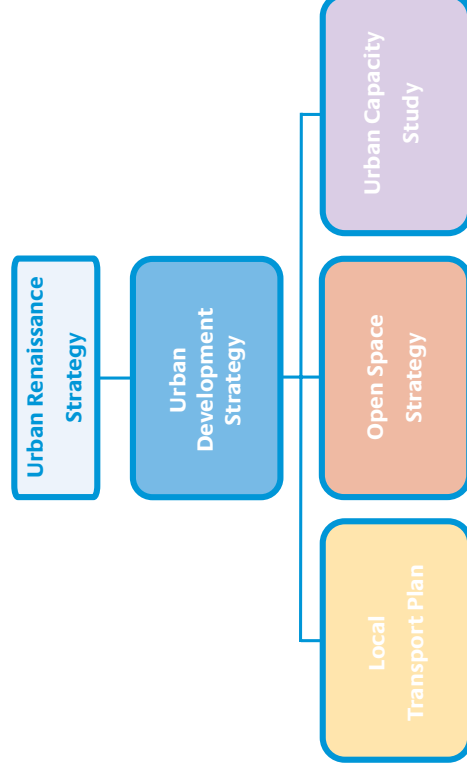 Urban Renaissance
Strategy
Urban
Development
Strategy
Local
Transport Plan
Open Space
Strategy
Urban Capacity
Study